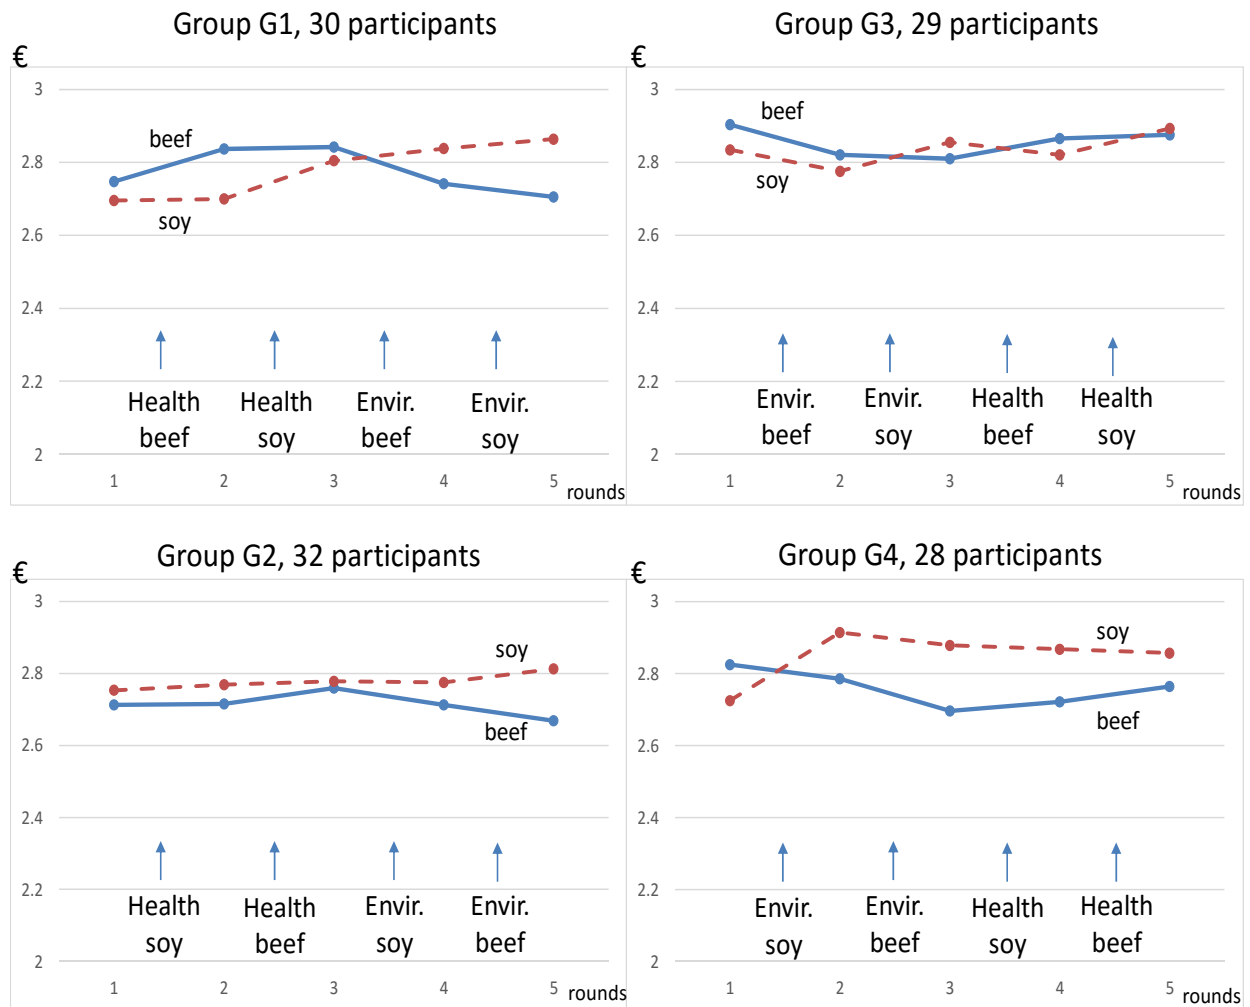 Group G1, 30 participants
€
3
2.8
2.6
2.4
2.2
2
beef
soy
Health
beef
Health
soy
Envir.
beef
Envir.
soy
1 2 3 4 5
rounds
Group G3, 29 participants
€
3
2.8
2.6
2.4
2.2
2
beef
soy
Envir.
beef
Envir.
soy
Health
beef
Health
soy
1 2 3 4 5
rounds
Group G2, 32 participants
€
3
2.8
2.6
2.4
2.2
2
soy
beef
Health
soy
Health
beef
Envir.
soy
Envir.
beef
1 2 3 4 5
rounds
Group G4, 28 participants
€
3
2.8
2.6
2.4
2.2
2
soy
beef
Envir.
soy
Envir.
beef
Health
soy
Health
beef
1 2 3 4 5
rounds